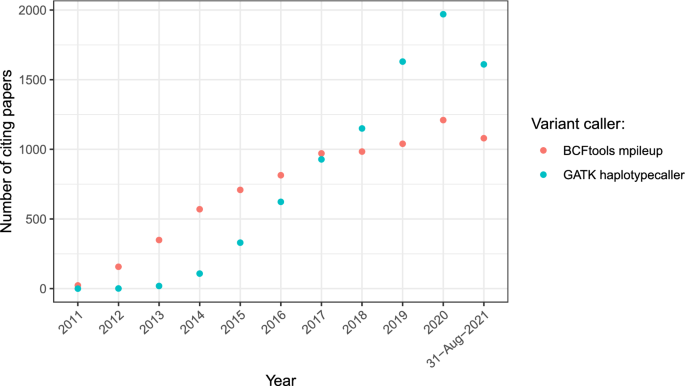 Number of citing papers
2000
1500
1000
500
0
2011
2012
2013
2014
2015
2016
2017
2018
2019
2020
31−Aug−2021
Year
Variant caller:
BCFtools mpileup
GATK haplotypecaller